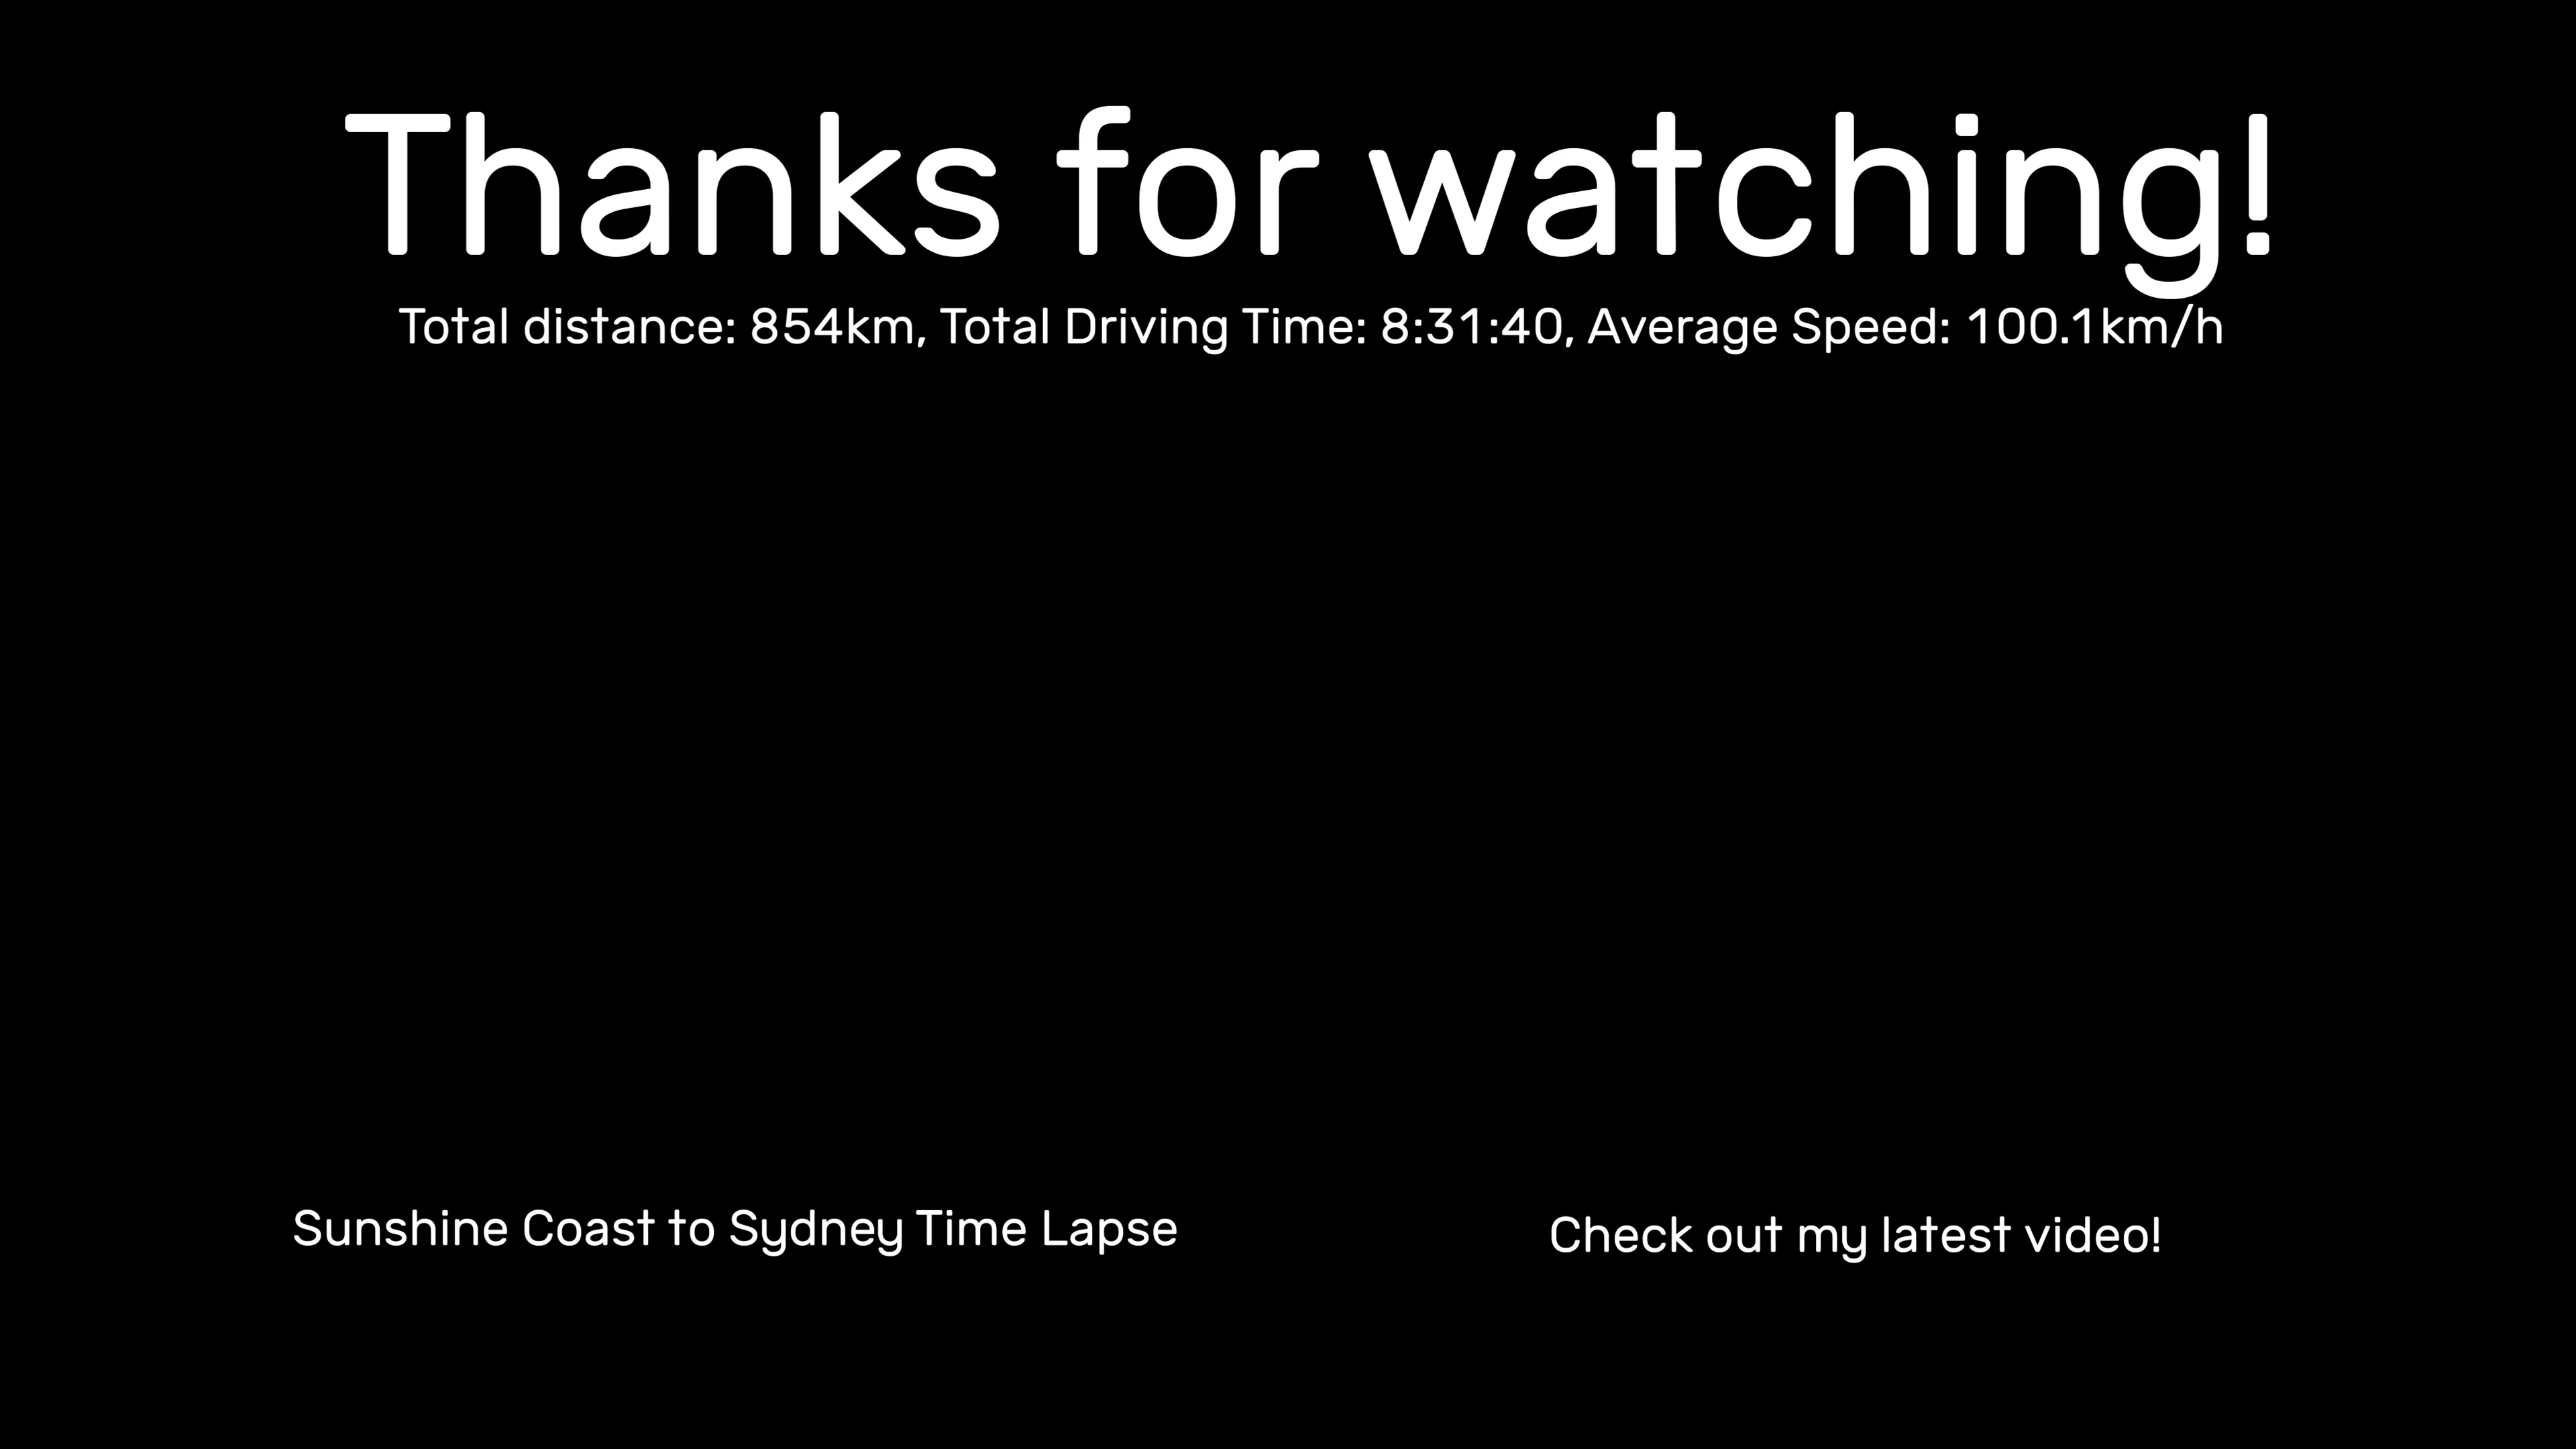 Thanks for watching!
Total distance: 854km, Total Driving Time: 8:31:40, Average Speed: 100.1km/h
Sunshine Coast to Sydney Time Lapse
Check out my latest video!